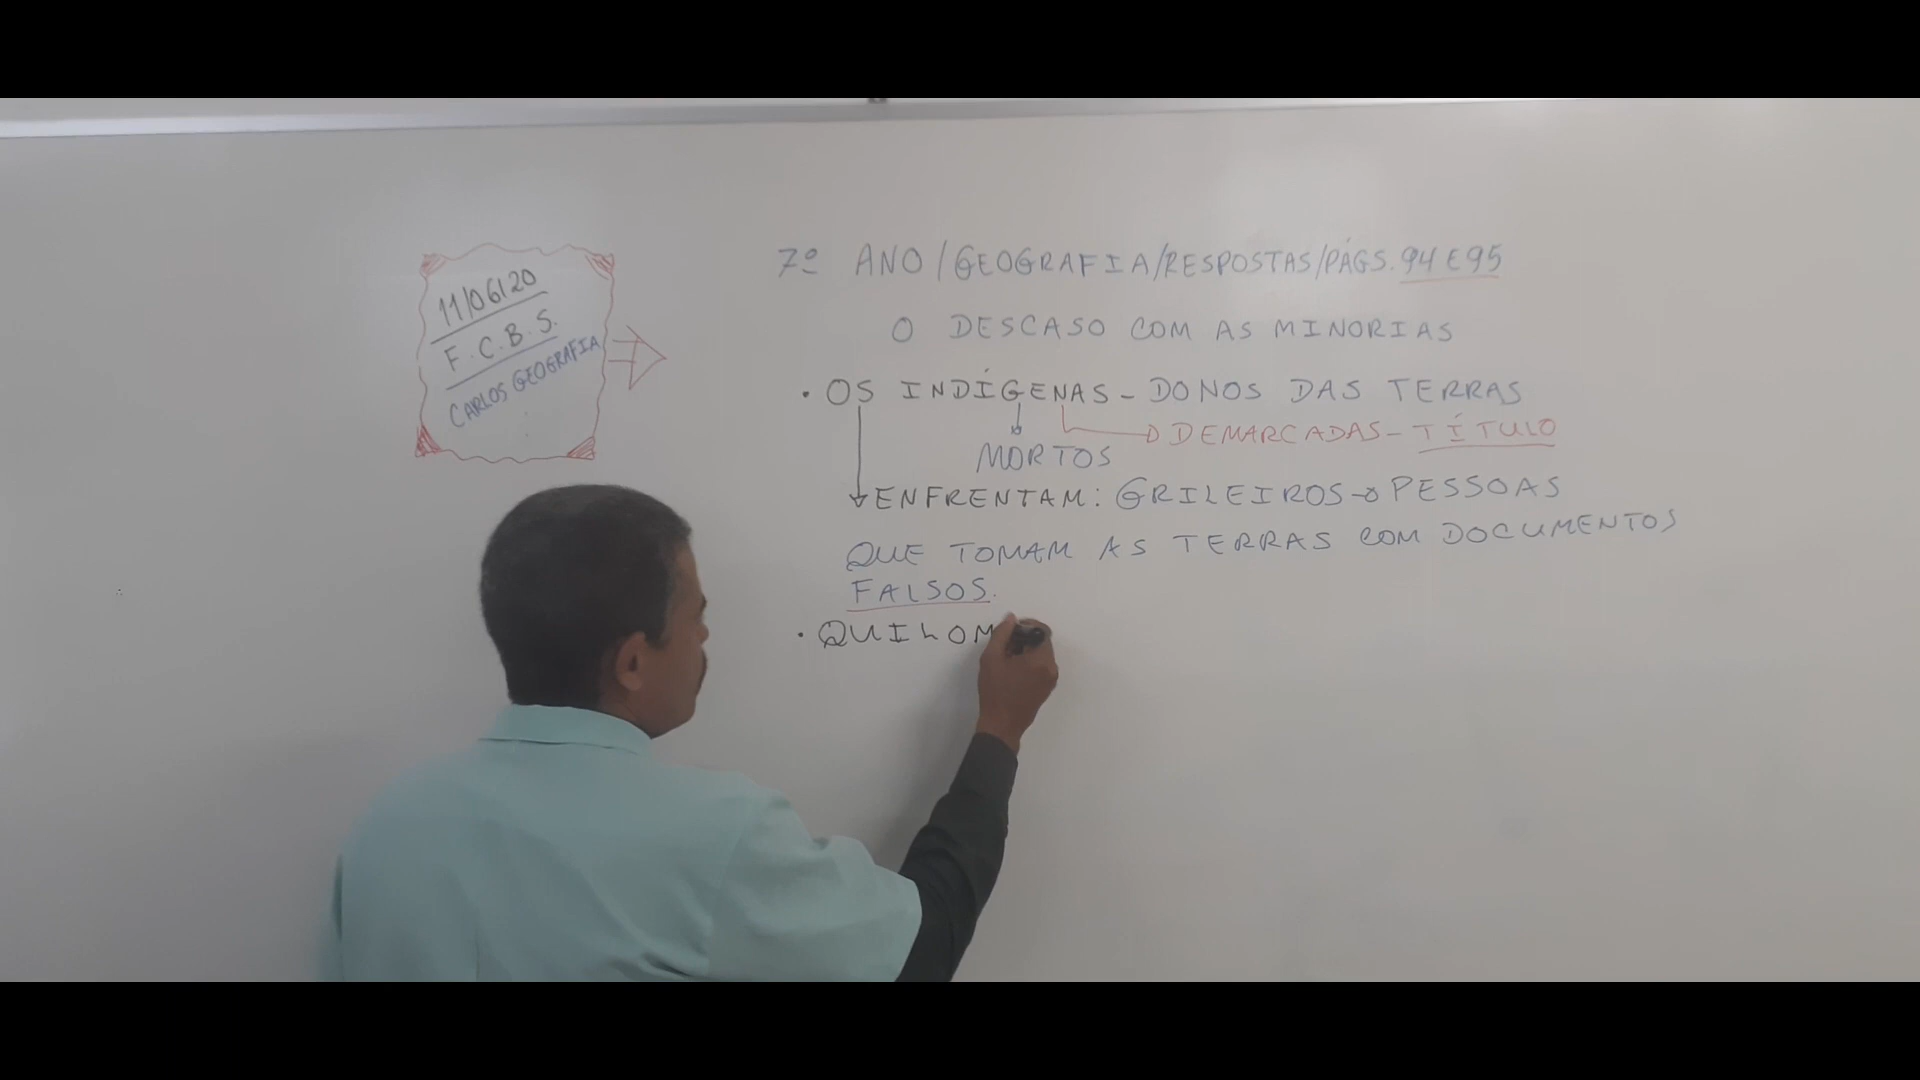 11/06/20
F.C.B.S.
CARLOS GEOGRAFIA
7º ANO/GEOGRAFIA/RESPOSTAS/PÁGS. 94 E 95
O DESCASO COM AS MINORIAS
• OS INDÍGENAS - DONOS DAS TERRAS
DEMARCADAS - TÍTULO
MORTOS
ENFRENTAM: GRILEIROS → PESSOAS
QUE TOMAM AS TERRAS COM DOCUMENTOS
FALSOS.
• QUILOM